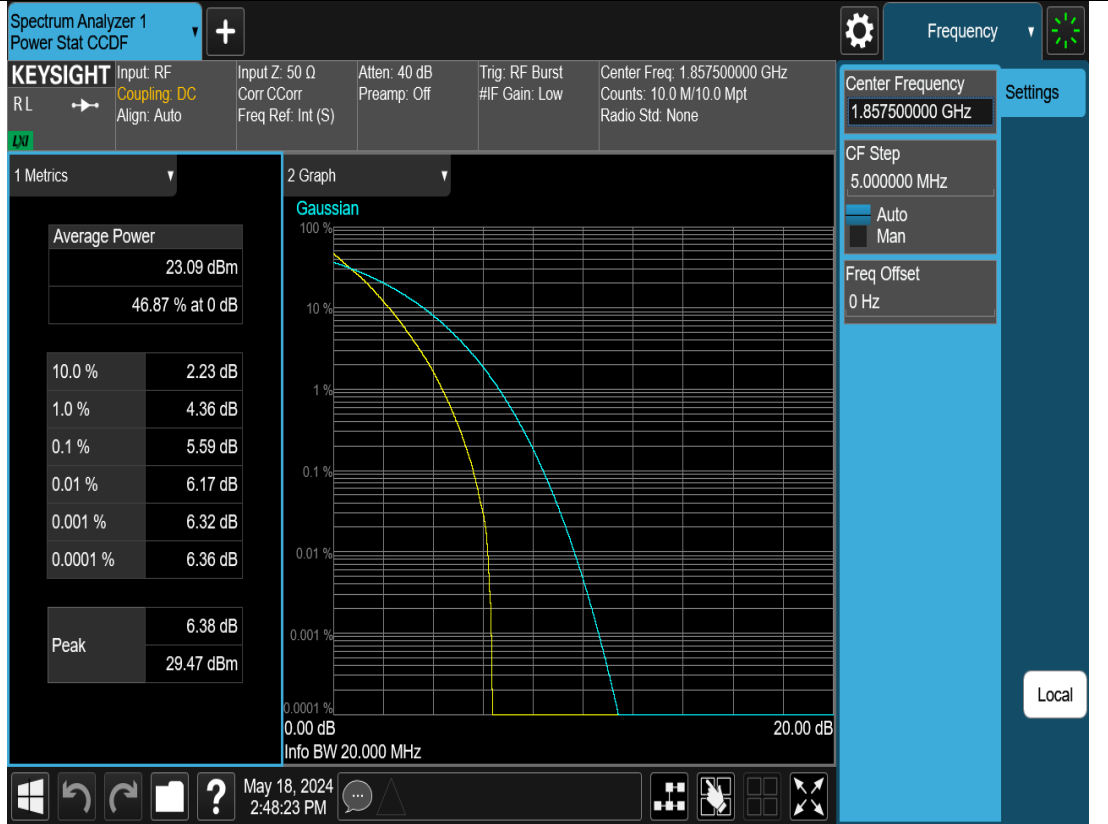 Spectrum Analyzer 1
Power Stat CCDF
+
Frequency
KEYSIGHT
RL
LXI
Input: RF
Coupling: DC
Align: Auto
Input Z: 50 Ω
Corr CCorr
Freq Ref: Int (S)
Atten: 40 dB
Preamp: Off
Trig: RF Burst
#IF Gain: Low
Center Freq: 1.857500000 GHz
Counts: 10.0 M/10.0 Mpt
Radio Std: None
Center Frequency
1.857500000 GHz
Settings
CF Step
5.000000 MHz
Auto
Man
Freq Offset
0 Hz
1 Metrics
Average Power
23.09 dBm
46.87 % at 0 dB
10.0 % 2.23 dB
1.0 % 4.36 dB
0.1 % 5.59 dB
0.01 % 6.17 dB
0.001 % 6.32 dB
0.0001 % 6.36 dB
Peak
6.38 dB
29.47 dBm
2 Graph
Gaussian
100 %
10 %
1 %
0.1 %
0.01 %
0.001 %
0.0001 %
0.00 dB 20.00 dB
Info BW 20.000 MHz
Local
?
May 18, 2024
2:48:23 PM